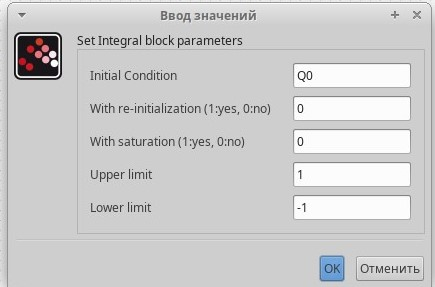 Ввод значений
Set Integral block parameters
Initial Condition Q0
With re-initialization (1:yes, 0:no) 0
With saturation (1:yes, 0:no) 0
Upper limit 1
Lower limit -1
OK Отменить